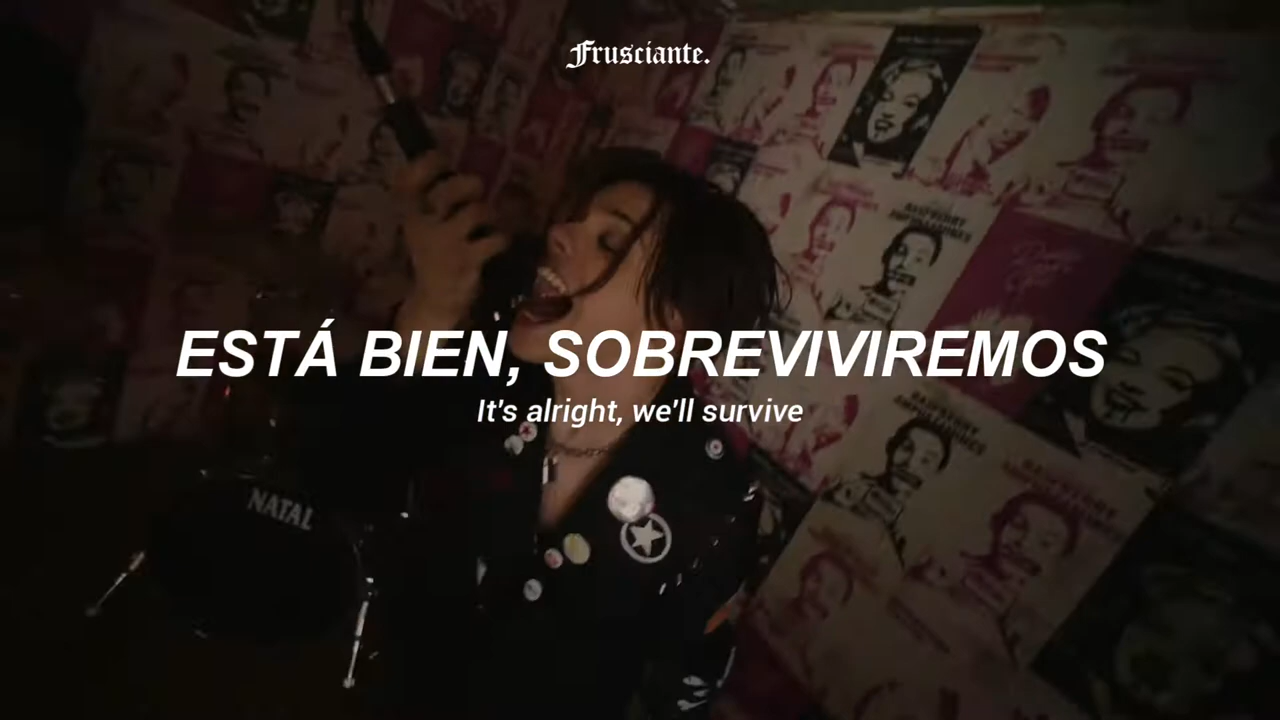 Frusciante.
ESTÁ BIEN, SOBREVIVIREMOS
It's alright, we'll survive
NATAL